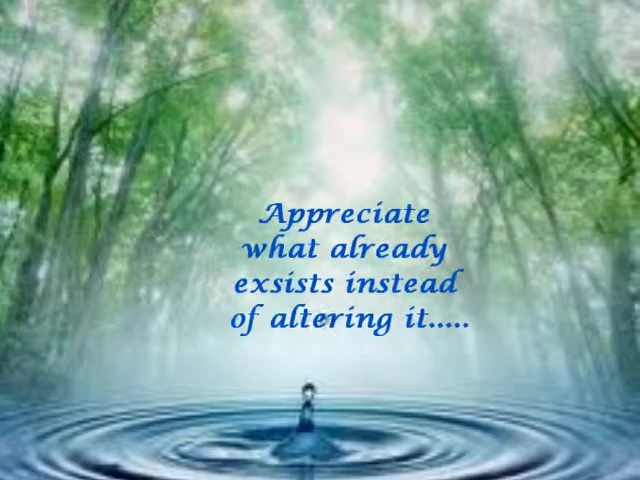 Appreciate
what already
exsists instead
of altering it.....